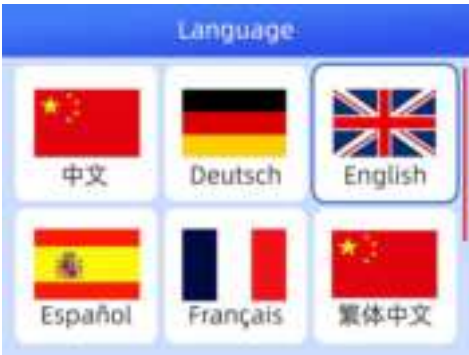 Language
中文
Deutsch
English
Español
Français
繁体中文